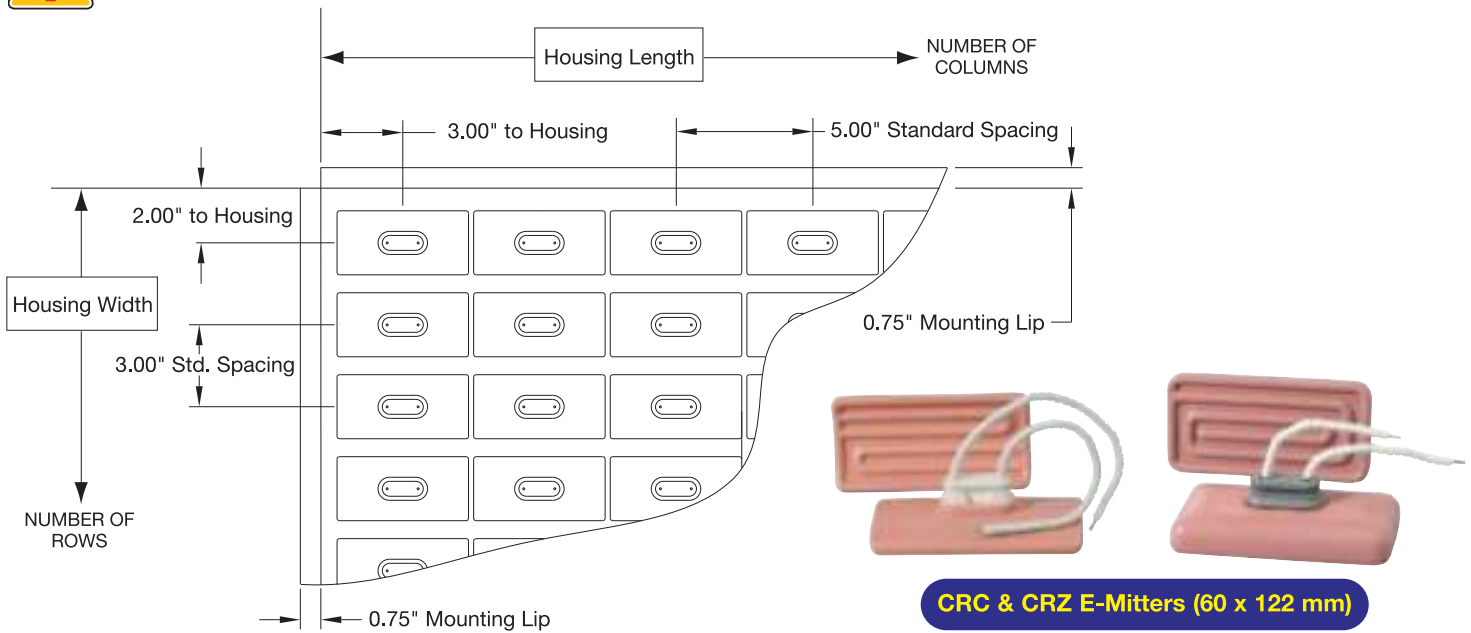 Housing Length
NUMBER OF
COLUMNS
3.00" to Housing
5.00" Standard Spacing
2.00" to Housing
Housing Width
0.75" Mounting Lip
3.00" Std. Spacing
NUMBER OF
ROWS
CRC & CRZ E-Mitters (60 x 122 mm)
0.75" Mounting Lip